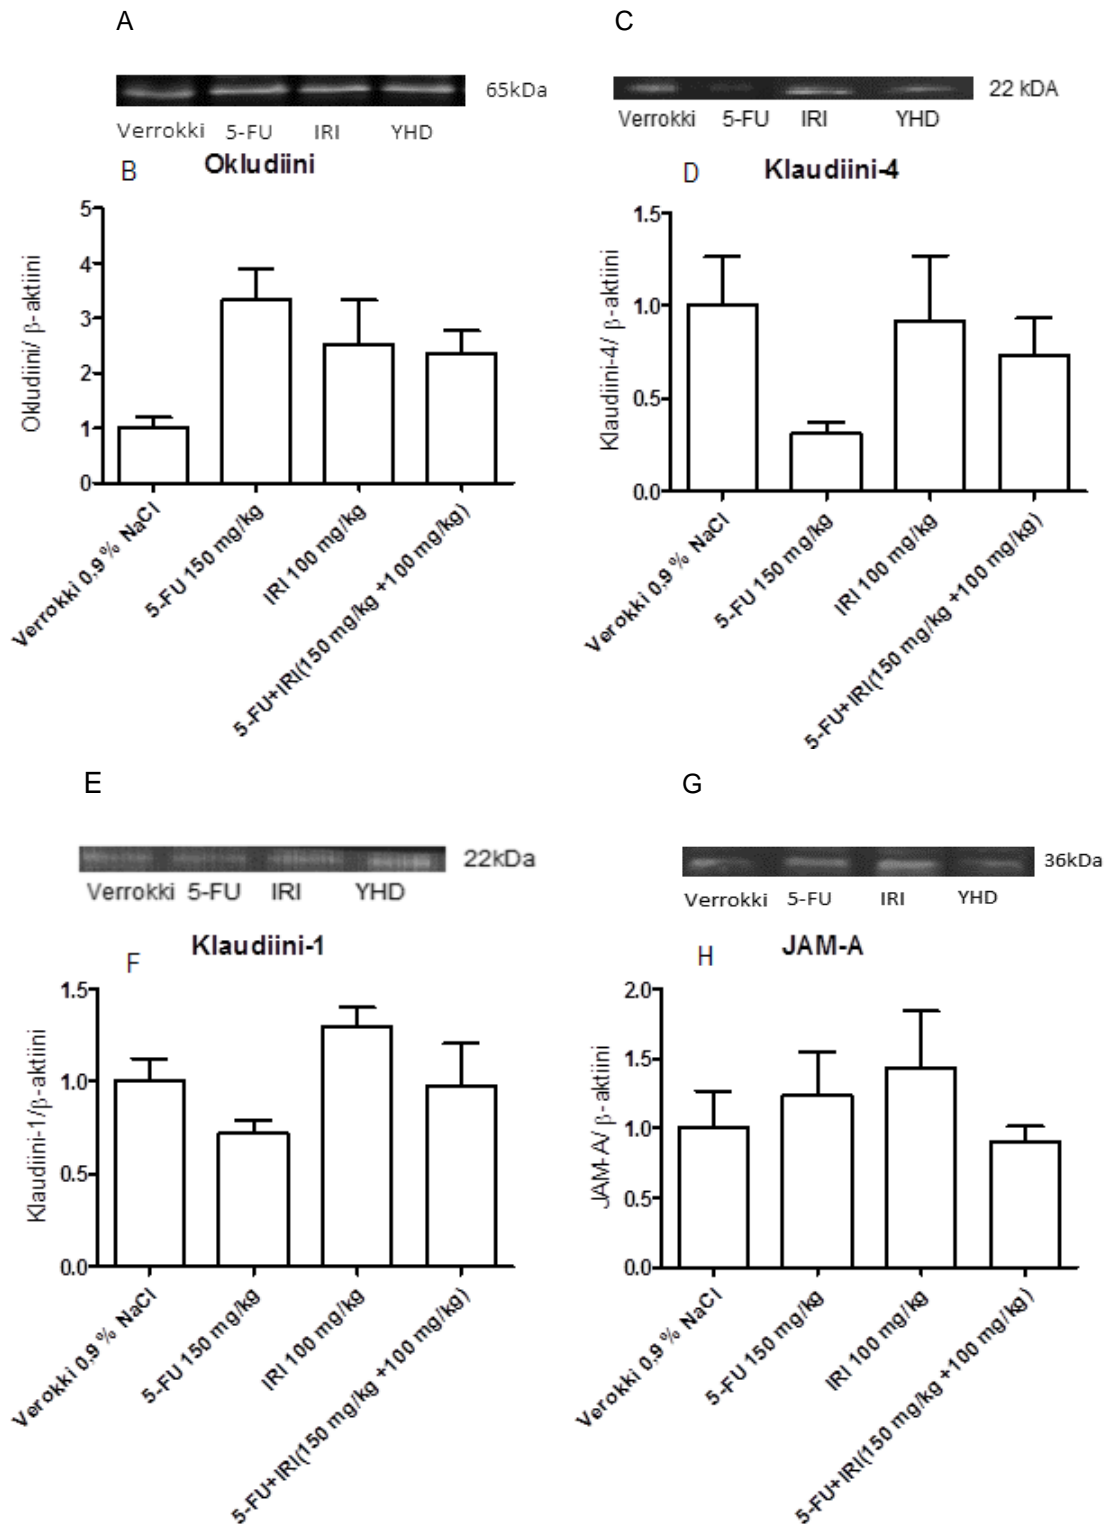 A
65kDa
Verrokki 5-FU IRI YHD
B
Okludiini
Okludiini/ β-aktiini
5
4
3
2
1
0
Verrokki 0,9 % NaCl
5-FU 150 mg/kg
IRI 100 mg/kg
5-FU+IRI(150 mg/kg +100 mg/kg)
C
22 kDA
Verrokki 5-FU IRI YHD
D
Klaudiini-4
Klaudiini-4/ β-aktiini
1.5
1.0
0.5
0.0
Verokki 0,9 % NaCl
5-FU 150 mg/kg
IRI 100 mg/kg
5-FU+IRI(150 mg/kg +100 mg/kg)
E
22kDa
Verrokki 5-FU IRI YHD
F
Klaudiini-1
Klaudiini-1/β-aktiini
1.5
1.0
0.5
0.0
Verokki 0,9 % NaCl
5-FU 150 mg/kg
IRI 100 mg/kg
5-FU+IRI(150 mg/kg +100 mg/kg)
G
36kDa
Verrokki 5-FU IRI YHD
H
JAM-A
JAM-A/ β-aktiini
2.0
1.5
1.0
0.5
0.0
Verokki 0,9 % NaCl
5-FU 150 mg/kg
IRI 100 mg/kg
5-FU+IRI(150 mg/kg +100 mg/kg)